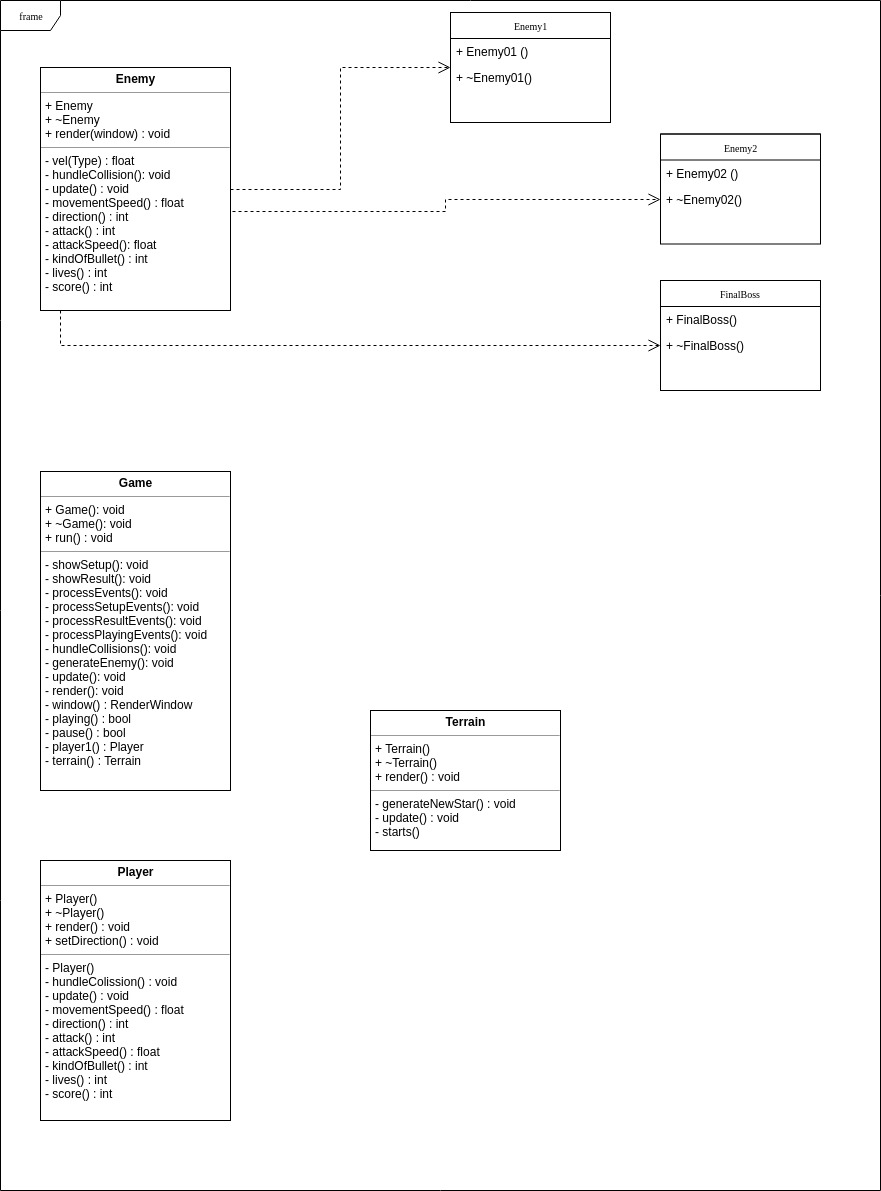 frame
Enemy1
+ Enemy01 ()
+ ~Enemy01()
Enemy
+ Enemy
+ ~Enemy
+ render(window) : void
- vel(Type) : float
- hundleCollision(): void
- update() : void
- movementSpeed() : float
- direction() : int
- attack() : int
- attackSpeed(): float
- kindOfBullet() : int
- lives() : int
- score() : int
Enemy2
+ Enemy02 ()
+ ~Enemy02()
FinalBoss
+ FinalBoss()
+ ~FinalBoss()
Game
+ Game(): void
+ ~Game(): void
+ run() : void
- showSetup(): void
- showResult(): void
- processEvents(): void
- processSetupEvents(): void
- processResultEvents(): void
- processPlayingEvents(): void
- hundleCollisions(): void
- generateEnemy(): void
- update(): void
- render(): void
- window() : RenderWindow
- playing() : bool
- pause() : bool
- player1() : Player
- terrain() : Terrain
Terrain
+ Terrain()
+ ~Terrain()
+ render() : void
- generateNewStar() : void
- update() : void
- starts()
Player
+ Player()
+ ~Player()
+ render() : void
+ setDirection() : void
- Player()
- hundleColission() : void
- update() : void
- movementSpeed() : float
- direction() : int
- attack() : int
- attackSpeed() : float
- kindOfBullet() : int
- lives() : int
- score() : int